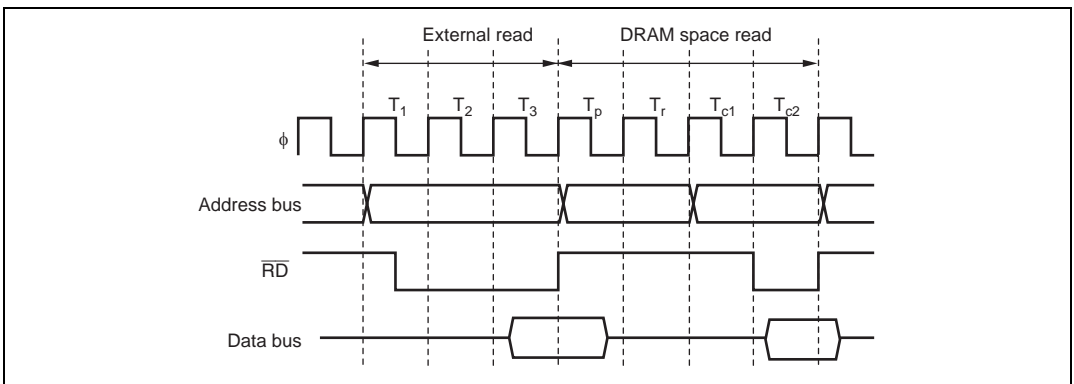 External read DRAM space read
T1 T2 T3 Tp Tr Tc1 Tc2
ϕ
Address bus
RD
Data bus